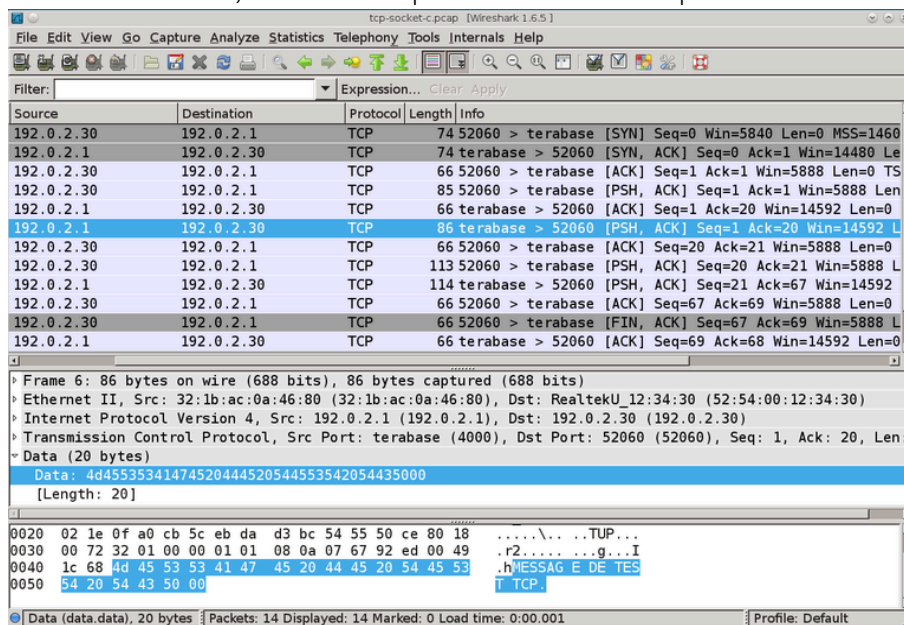 tcp-socket-c.pcap [Wireshark 1.6.5]
File Edit View Go Capture Analyze Statistics Telephony Tools Internals Help
Filter: Expression... Clear Apply
Source Destination Protocol Length Info
192.0.2.30 192.0.2.1 TCP 74 52060 > terabase [SYN] Seq=0 Win=5840 Len=0 MSS=1460
192.0.2.1 192.0.2.30 TCP 74 terabase > 52060 [SYN, ACK] Seq=0 Ack=1 Win=14480 Le
192.0.2.30 192.0.2.1 TCP 66 52060 > terabase [ACK] Seq=1 Ack=1 Win=5888 Len=0 TS
192.0.2.30 192.0.2.1 TCP 85 52060 > terabase [PSH, ACK] Seq=1 Ack=1 Win=5888 Len
192.0.2.1 192.0.2.30 TCP 66 terabase > 52060 [ACK] Seq=1 Ack=20 Win=14592 Len=0
192.0.2.1 192.0.2.30 TCP 86 terabase > 52060 [PSH, ACK] Seq=1 Ack=20 Win=14592 L
192.0.2.30 192.0.2.1 TCP 66 52060 > terabase [ACK] Seq=20 Ack=21 Win=5888 Len=0
192.0.2.30 192.0.2.1 TCP 113 52060 > terabase [PSH, ACK] Seq=20 Ack=21 Win=5888 L
192.0.2.1 192.0.2.30 TCP 114 terabase > 52060 [PSH, ACK] Seq=21 Ack=67 Win=14592
192.0.2.30 192.0.2.1 TCP 66 52060 > terabase [ACK] Seq=67 Ack=69 Win=5888 Len=0
192.0.2.30 192.0.2.1 TCP 66 52060 > terabase [FIN, ACK] Seq=67 Ack=69 Win=5888 L
192.0.2.1 192.0.2.30 TCP 66 terabase > 52060 [ACK] Seq=69 Ack=68 Win=14592 Len=0
Frame 6: 86 bytes on wire (688 bits), 86 bytes captured (688 bits)
Ethernet II, Src: 32:1b:ac:0a:46:80 (32:1b:ac:0a:46:80), Dst: RealtekU_12:34:30 (52:54:00:12:34:30)
Internet Protocol Version 4, Src: 192.0.2.1 (192.0.2.1), Dst: 192.0.2.30 (192.0.2.30)
Transmission Control Protocol, Src Port: terabase (4000), Dst Port: 52060 (52060), Seq: 1, Ack: 20, Len:
Data (20 bytes)
Data: 4d45535341474520444520544553542054435000
[Length: 20]
0020 02 1e 0f a0 cb 5c eb da d3 bc 54 55 50 ce 80 18 .....\.. ..TUP...
0030 00 72 32 01 00 00 01 01 08 0a 07 67 92 ed 00 49 .r2..... ...g...I
0040 1c 68 4d 45 53 53 41 47 45 20 44 45 20 54 45 53 .hMESSAG E DE TES
0050 54 20 54 43 50 00 T TCP.
Data (data.data), 20 bytes Packets: 14 Displayed: 14 Marked: 0 Load time: 0:00.001 Profile: Default